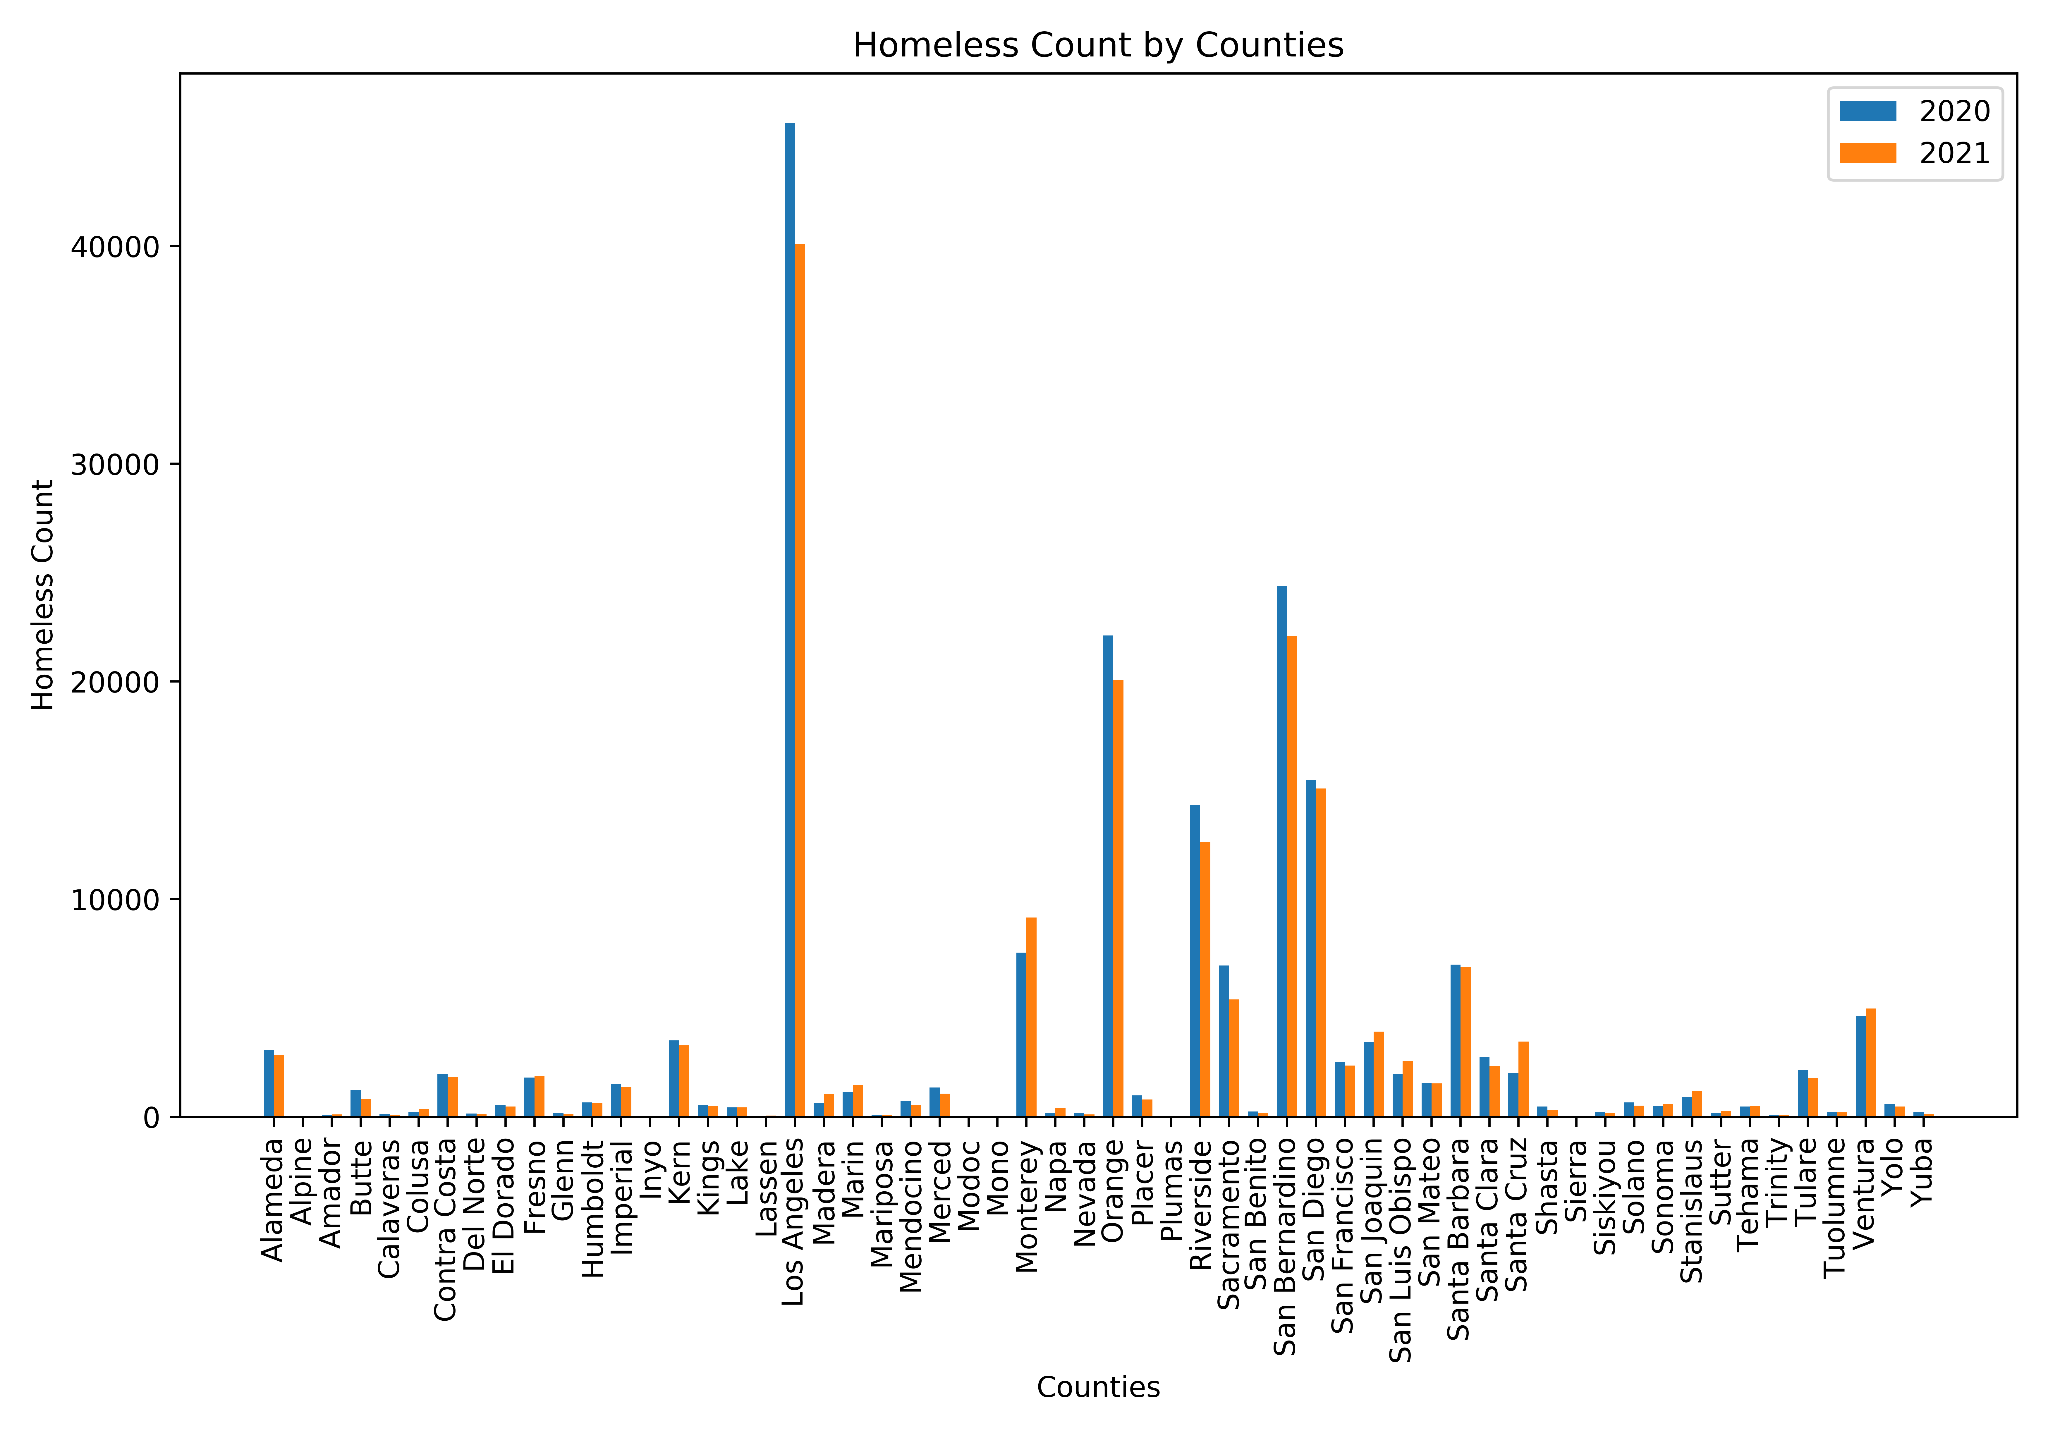 Homeless Count by Counties
2020
2021
Homeless Count
40000
30000
20000
10000
0
Alameda
Alpine
Amador
Butte
Calaveras
Colusa
Contra Costa
Del Norte
El Dorado
Fresno
Glenn
Humboldt
Imperial
Inyo
Kern
Kings
Lake
Lassen
Los Angeles
Madera
Marin
Mariposa
Mendocino
Merced
Modoc
Mono
Monterey
Napa
Nevada
Orange
Placer
Plumas
Riverside
Sacramento
San Benito
San Bernardino
San Diego
San Francisco
San Joaquin
San Luis Obispo
San Mateo
Santa Barbara
Santa Clara
Santa Cruz
Shasta
Sierra
Siskiyou
Solano
Sonoma
Stanislaus
Sutter
Tehama
Trinity
Tulare
Tuolumne
Ventura
Yolo
Yuba
Counties